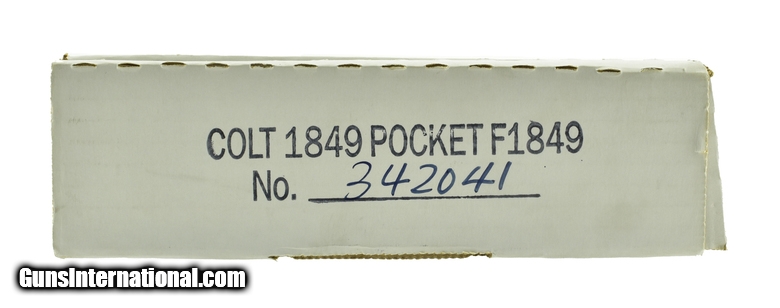 COLT 1849 POCKET F1849
No. 342041
GunsInternational.com